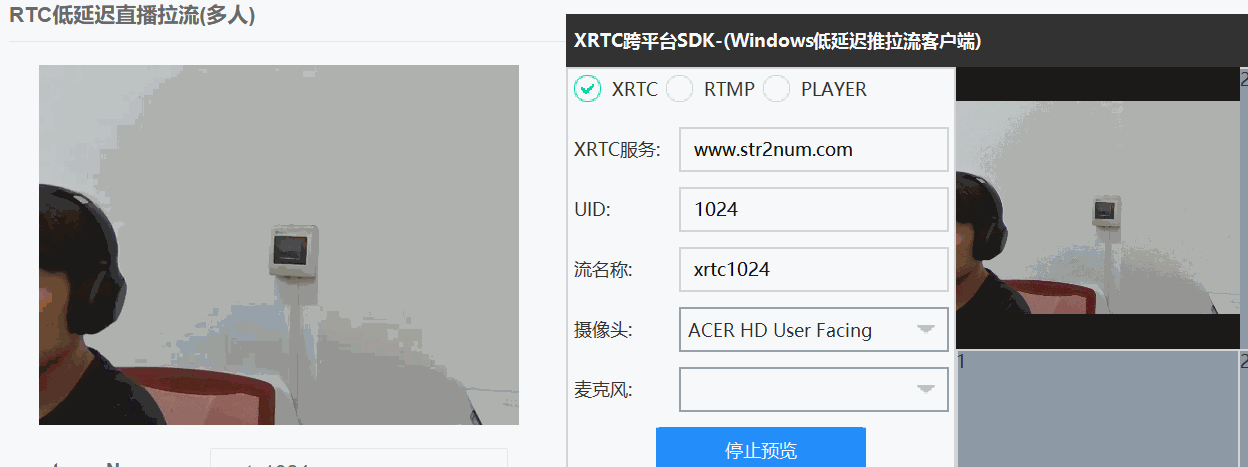 RTC低延迟直播拉流(多人)
XRTC跨平台SDK-(Windows低延迟推拉流客户端)
XRTC RTMP PLAYER
XRTC服务: www.str2num.com
UID: 1024
流名称: xrtc1024
摄像头: ACER HD User Facing
麦克风:
停止预览
1
2
2